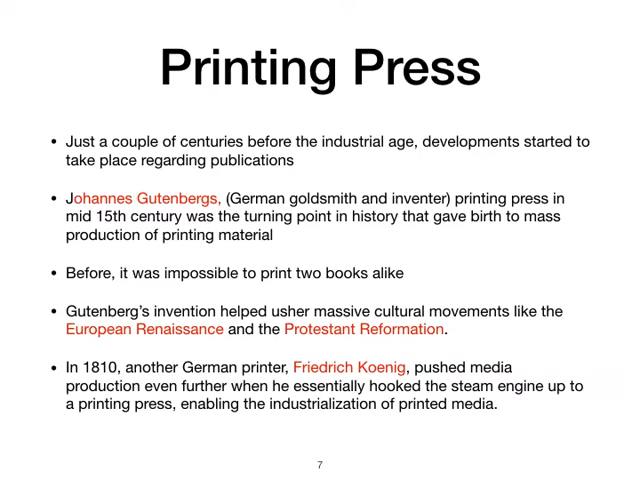 Printing Press
• Just a couple of centuries before the industrial age, developments started to
take place regarding publications
• Johannes Gutenbergs, (German goldsmith and inventer) printing press in
mid 15th century was the turning point in history that gave birth to mass
production of printing material
• Before, it was impossible to print two books alike
• Gutenberg’s invention helped usher massive cultural movements like the
European Renaissance and the Protestant Reformation.
• In 1810, another German printer, Friedrich Koenig, pushed media
production even further when he essentially hooked the steam engine up to
a printing press, enabling the industrialization of printed media.
7